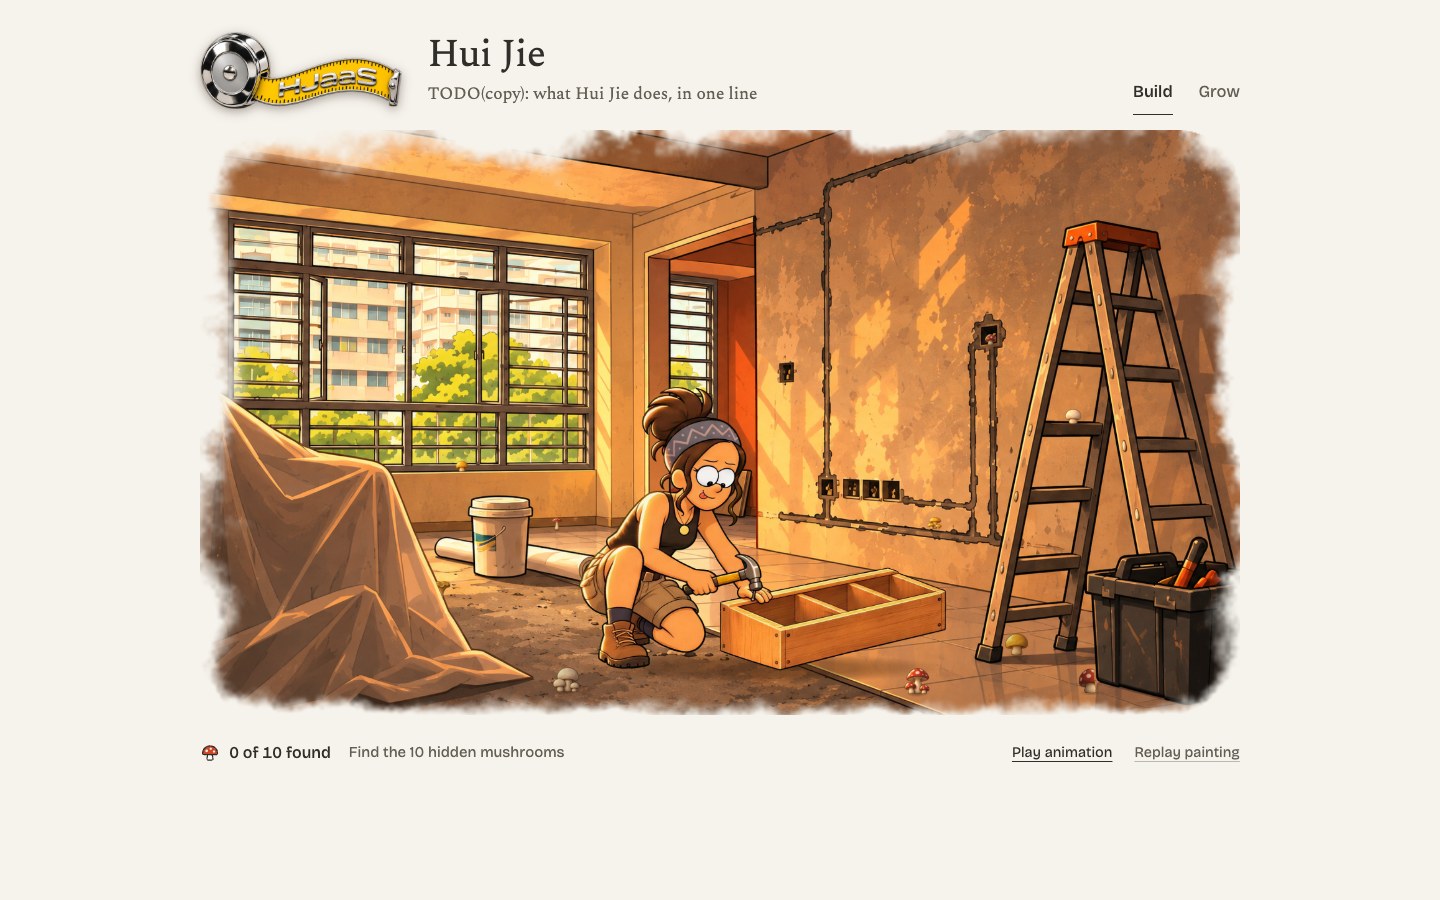 HJaaS
Hui Jie
TODO(copy): what Hui Jie does, in one line
Build
Grow
0 of 10 found
Find the 10 hidden mushrooms
Play animation
Replay painting